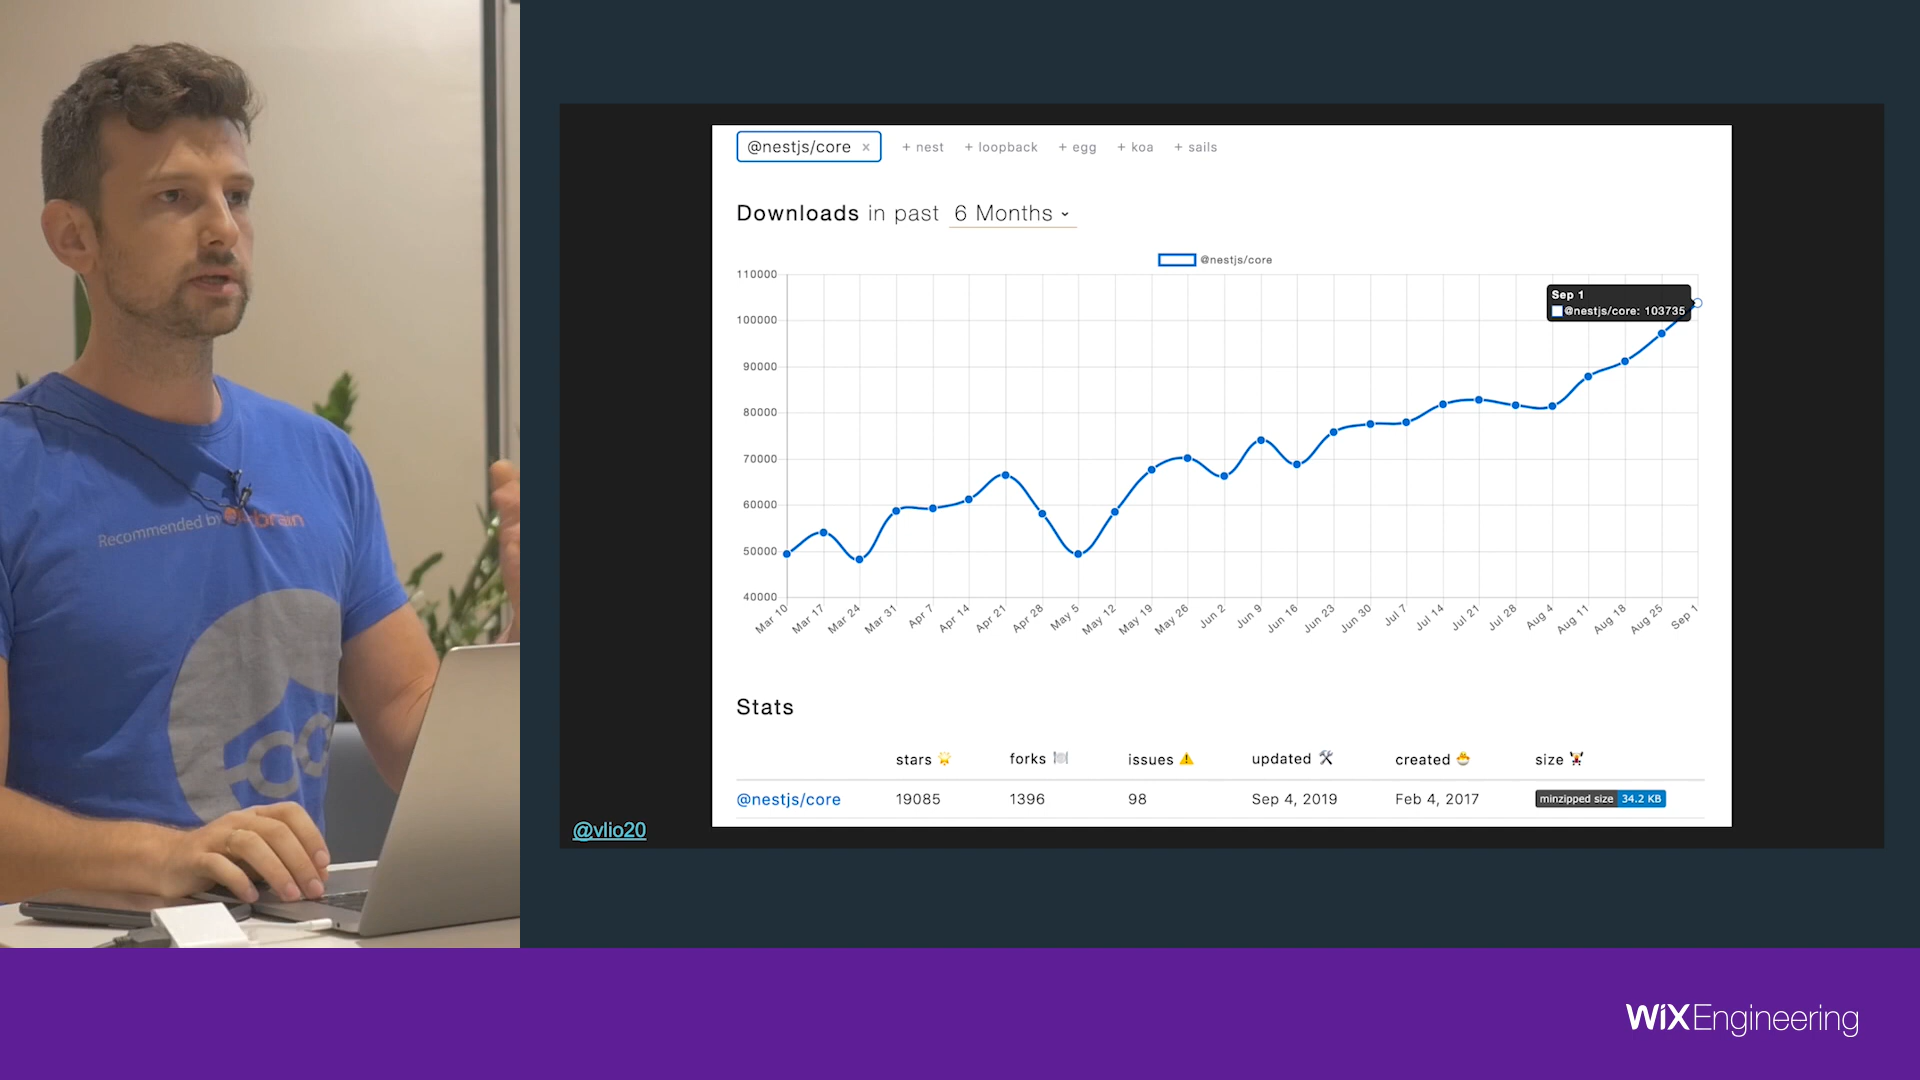 Recommended by
@nestjs/core × + nest + loopback + egg + koa + sails
Downloads in past 6 Months
@nestjs/core
110000
100000
90000
80000
70000
60000
50000
40000
Sep 1
@nestjs/core: 103735
Mar 10 Mar 17 Mar 24 Mar 31 Apr 7 Apr 14 Apr 21 Apr 28 May 5 May 12 May 19 May 26 Jun 2 Jun 9 Jun 16 Jun 23 Jun 30 Jul 7 Jul 14 Jul 21 Jul 28 Aug 4 Aug 11 Aug 18 Aug 25 Sep 1
Stats
stars forks issues updated created size
@nestjs/core 19085 1396 98 Sep 4, 2019 Feb 4, 2017 minzipped size 34.2 KB
@vlio20
WiX Engineering